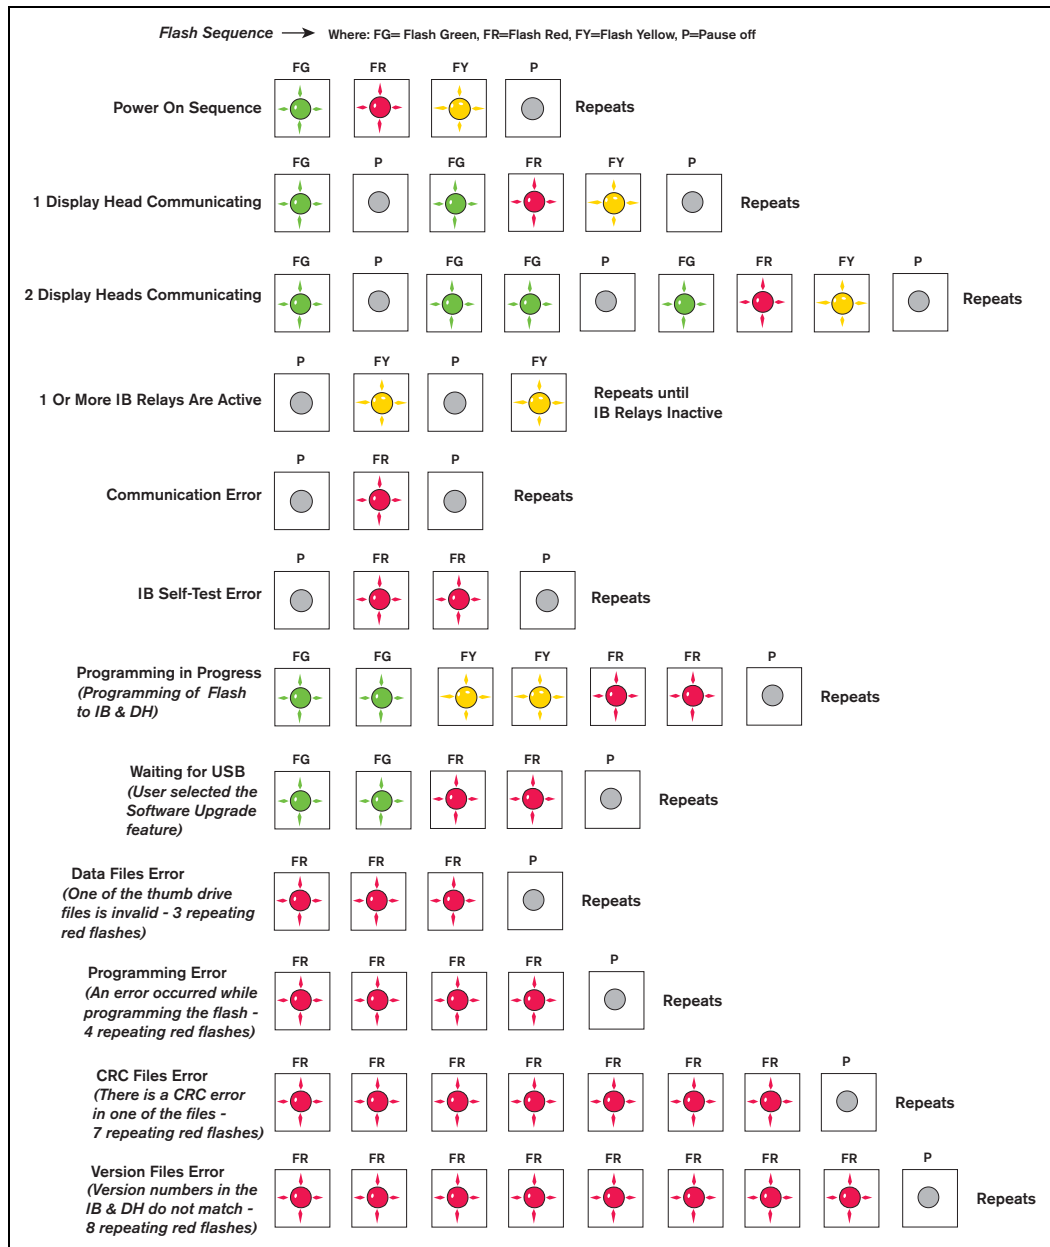 Flash Sequence Where: FG= Flash Green, FR=Flash Red, FY=Flash Yellow, P=Pause off
FG FR FY P
Power On Sequence Repeats
FG P FG FR FY P
1 Display Head Communicating Repeats
FG P FG FG P FG FR FY P
2 Display Heads Communicating Repeats
P FY P FY
1 Or More IB Relays Are Active Repeats until
IB Relays Inactive
P FR P
Communication Error Repeats
P FR FR P
IB Self-Test Error Repeats
FG FG FY FY FR FR P
Programming in Progress
(Programming of Flash
to IB & DH) Repeats
FG FG FR FR P
Waiting for USB
(User selected the
Software Upgrade
feature) Repeats
FR FR FR P
Data Files Error
(One of the thumb drive
files is invalid - 3 repeating
red flashes) Repeats
FR FR FR FR P
Programming Error
(An error occurred while
programming the flash -
4 repeating red flashes) Repeats
FR FR FR FR FR FR FR P
CRC Files Error
(There is a CRC error
in one of the files -
7 repeating red flashes) Repeats
FR FR FR FR FR FR FR FR P
Version Files Error
(Version numbers in the
IB & DH do not match -
8 repeating red flashes) Repeats